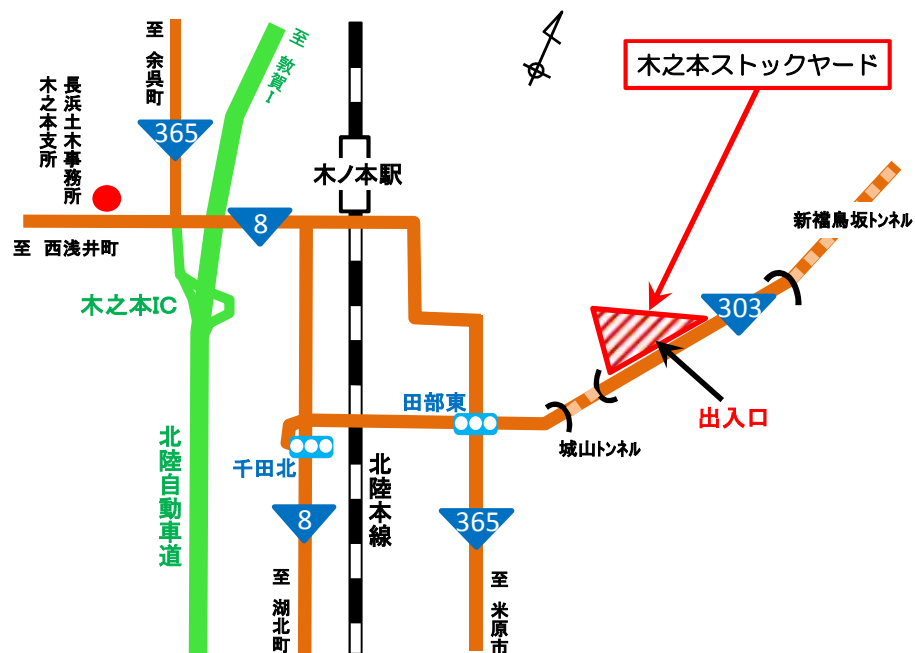 至 余呉町
至 敦賀I
長浜土木事務所
木之本支所
365
木之本ストックヤード
木ノ本駅
8
至 西浅井町
新襠鳥坂トンネル
木之本IC
303
田部東
出入口
城山トンネル
千田北
北陸自動車道
北陸本線
8
365
至 湖北町
至 米原市